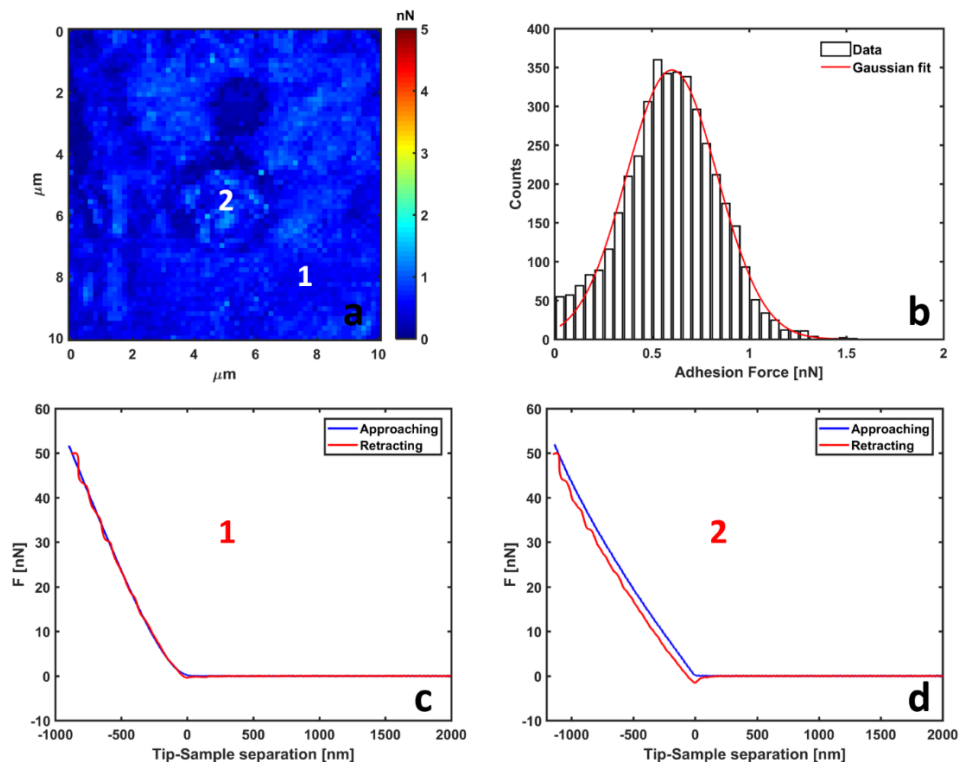 nN
0
2
4
6
8
10
μm
0 2 4 6 8 10
μm
5
4
3
2
1
0
2
1
a
400
350
300
250
200
150
100
50
0
Counts
0 0.5 1 1.5 2
Adhesion Force [nN]
Data
Gaussian fit
b
60
50
40
30
20
10
0
-10
F [nN]
-1000 -500 0 500 1000 1500 2000
Tip-Sample separation [nm]
Approaching
Retracting
1
c
60
50
40
30
20
10
0
-10
F [nN]
-1000 -500 0 500 1000 1500 2000
Tip-Sample separation [nm]
Approaching
Retracting
2
d